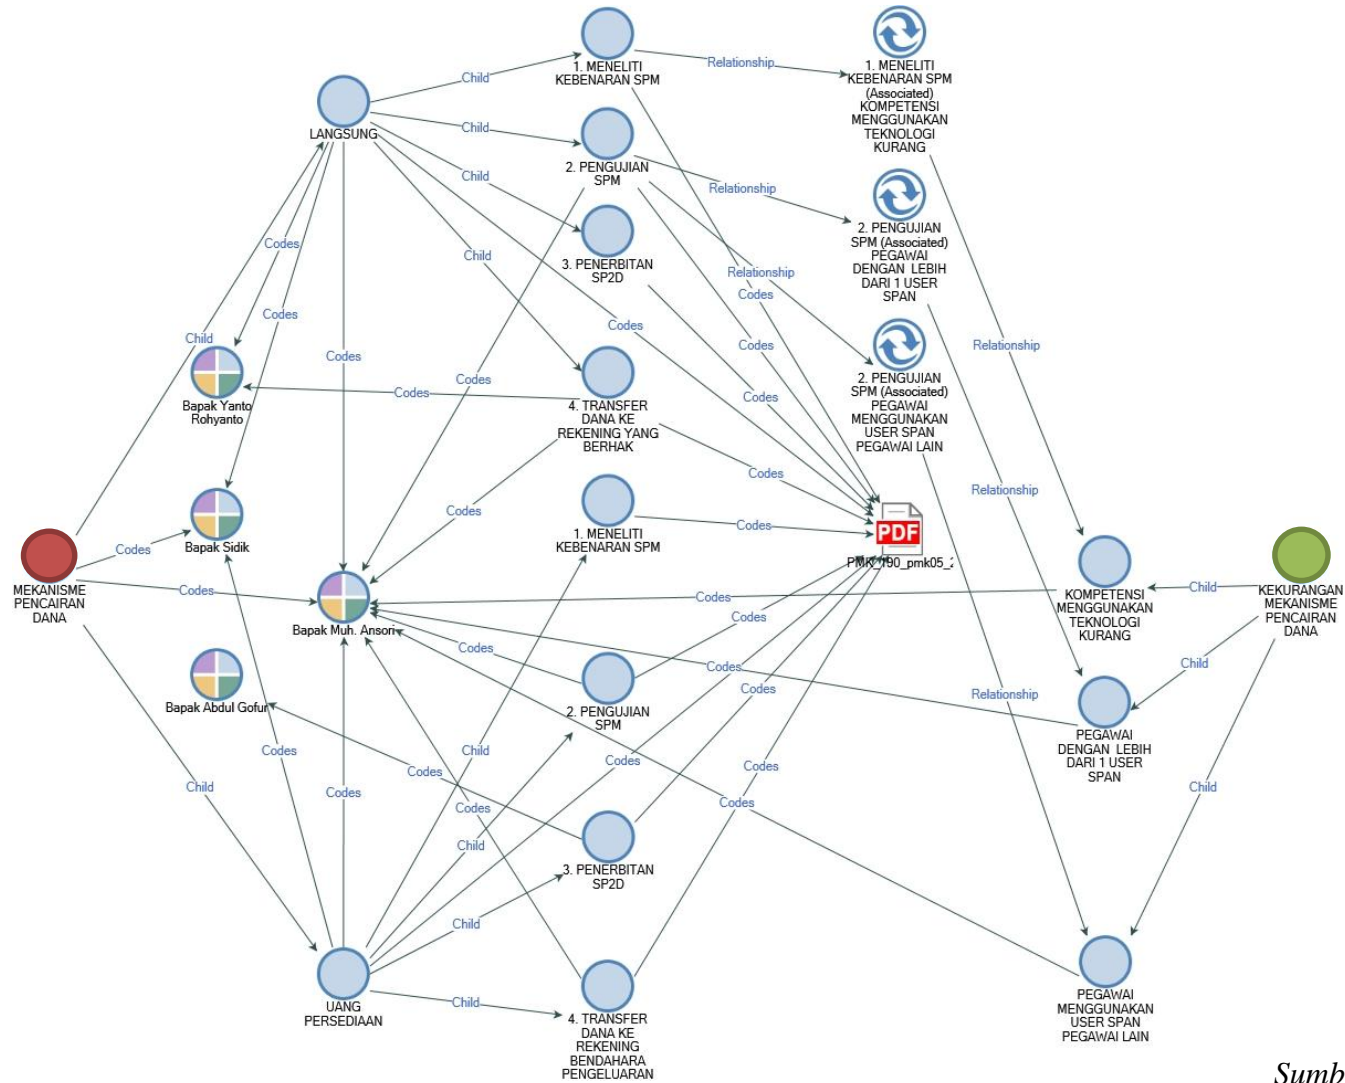 1. MENELITI
KEBENARAN SPM
Relationship
1. MENELITI
KEBENARAN SPM
(Associated)
KOMPETENSI
MENGGUNAKAN
TEKNOLOGI
KURANG
Child
LANGSUNG
Child
2. PENGUJIAN
SPM
Child
Relationship
2. PENGUJIAN
SPM (Associated)
PEGAWAI
DENGAN LEBIH
DARI 1 USER
SPAN
Codes
Child
3. PENERBITAN
SP2D
Relationship
Codes
Codes
Codes
Child
Codes
Codes
Relationship
Bapak Yanto
Rohyanto
Codes
Codes
Codes
4. TRANSFER
DANA KE
REKENING YANG
BERHAK
2. PENGUJIAN
SPM (Associated)
PEGAWAI
MENGGUNAKAN
USER SPAN
PEGAWAI LAIN
Codes
Relationship
Codes
Codes
1. MENELITI
KEBENARAN SPM
PDF
PMK_190_pmk05_2
Bapak Sidik
Codes
MEKANISME
PENCAIRAN
DANA
Codes
Bapak Muh. Ansori
Codes
Codes
KOMPETENSI
MENGGUNAKAN
TEKNOLOGI
KURANG
Child
KEKURANGAN
MEKANISME
PENCAIRAN
DANA
Codes
Codes
Child
Bapak Abdul Gofur
2. PENGUJIAN
SPM
Codes
Relationship
PEGAWAI
DENGAN LEBIH
DARI 1 USER
SPAN
Codes
Child
Codes
Codes
Codes
Child
Codes
Codes
Codes
Child
Child
3. PENERBITAN
SP2D
Child
UANG
PERSEDIAAN
Child
4. TRANSFER
DANA KE
REKENING
BENDAHARA
PENGELUARAN
PEGAWAI
MENGGUNAKAN
USER SPAN
PEGAWAI LAIN
Sumb